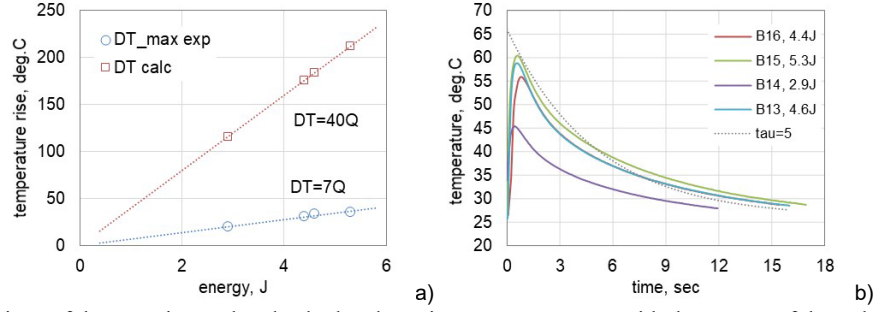 250
200
150
100
50
0
0
2
4
6
temperature rise, deg.C
energy, J
DT_max exp
DT calc
DT=40Q
DT=7Q
a)
70
65
60
55
50
45
40
35
30
25
20
0
3
6
9
12
15
18
temperature, deg.C
time, sec
B16, 4.4J
B15, 5.3J
B14, 2.9J
B13, 4.6J
tau=5
b)